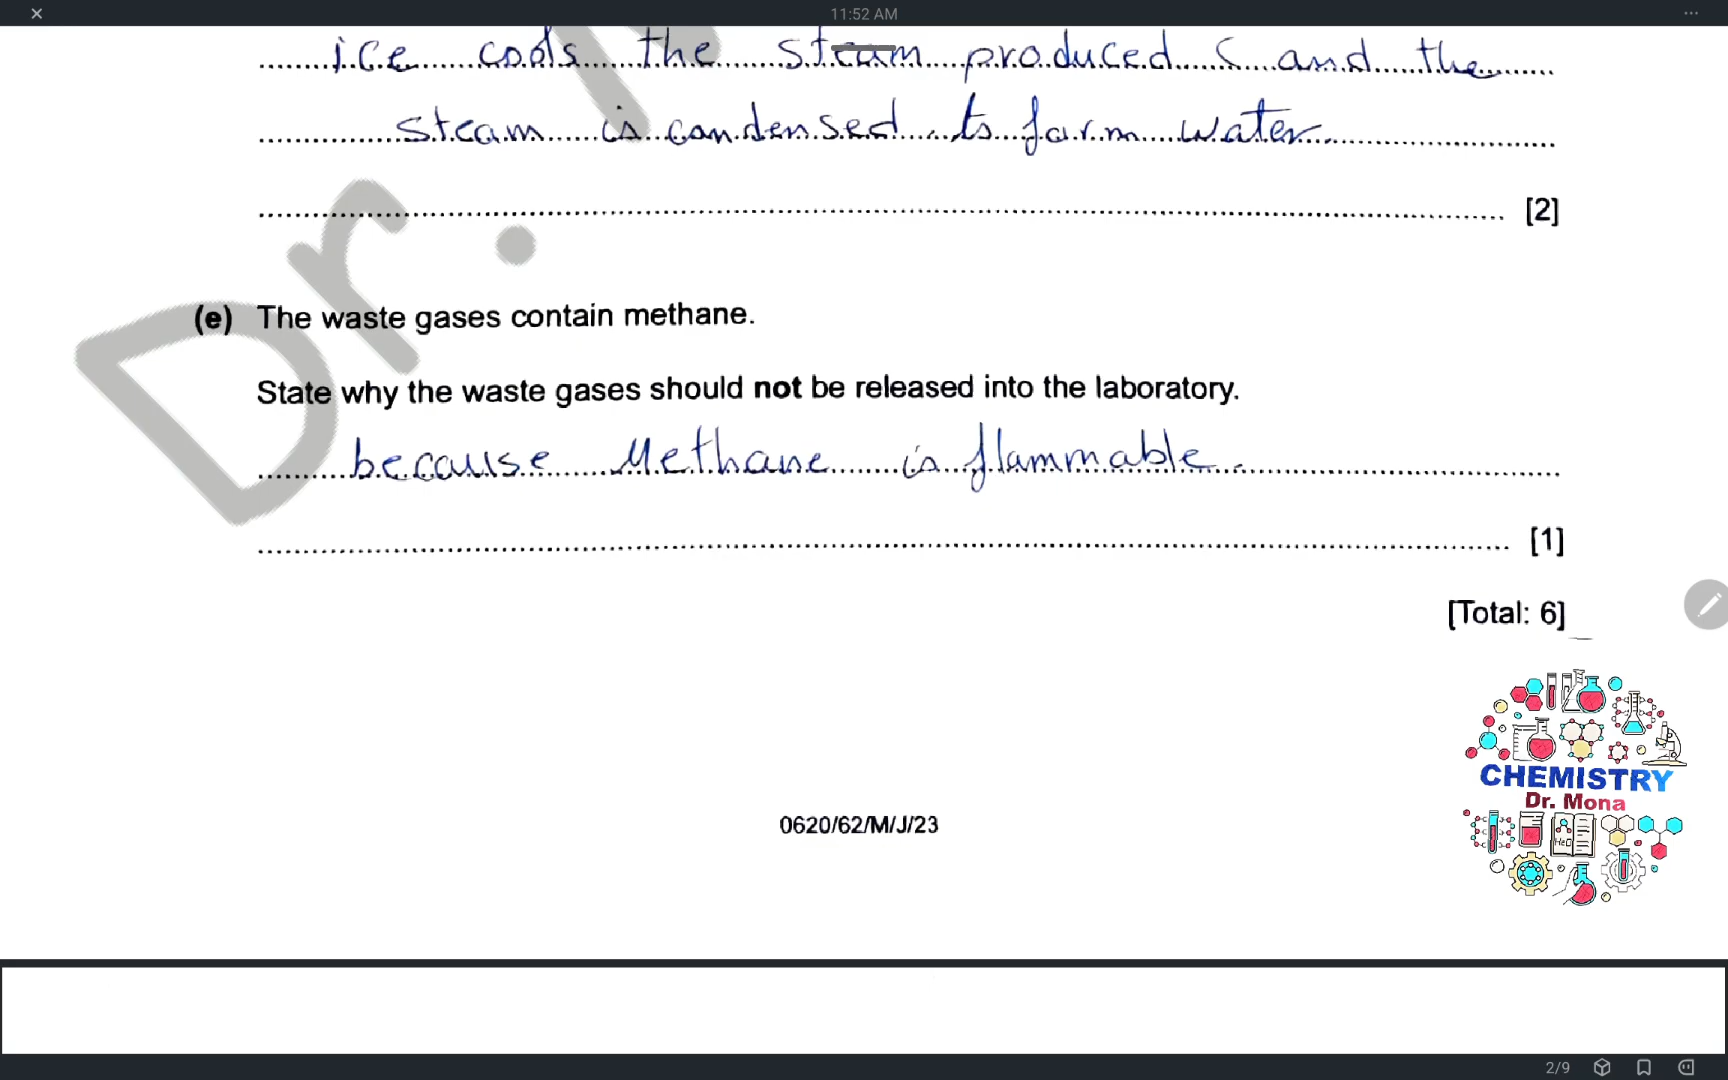 11:52 AM
ice cools the steam produced and the
steam is condensed to form water.
[2]
(e) The waste gases contain methane.
State why the waste gases should not be released into the laboratory.
because Methane is flammable.
[1]
[Total: 6]
CHEMISTRY
Dr. Mona
0620/62/M/J/23
Dr.
2/9